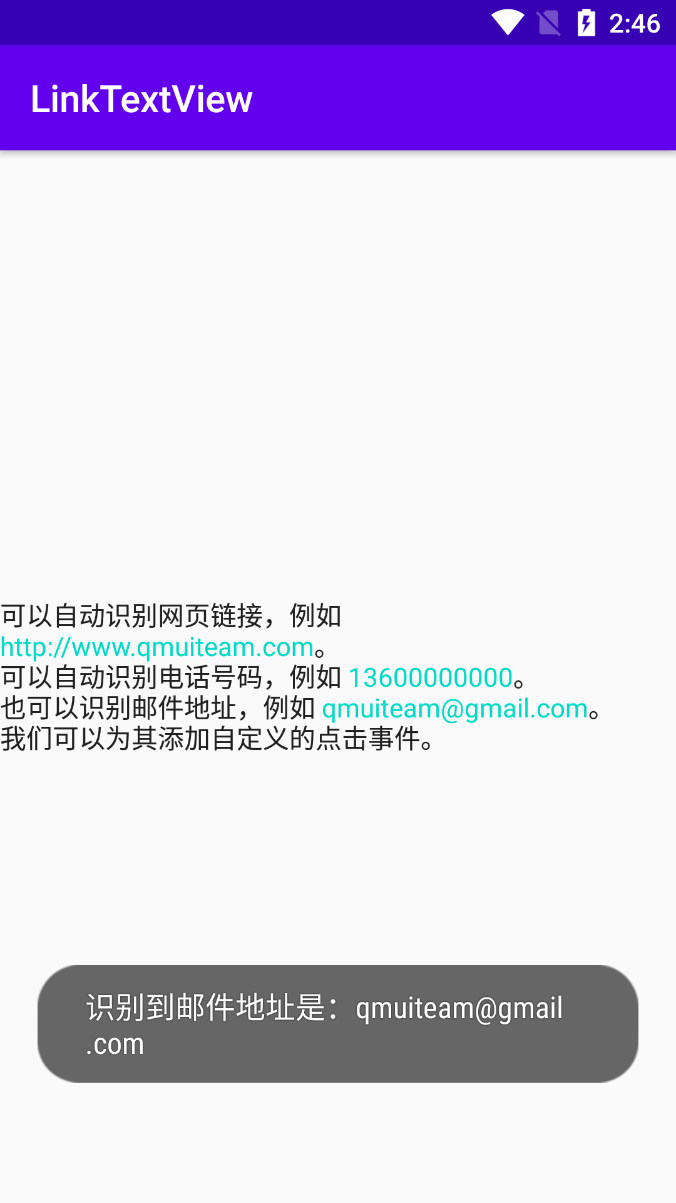 2:46
LinkTextView
可以自动识别网页链接，例如
http://www.qmuiteam.com。
可以自动识别电话号码，例如 13600000000。
也可以识别邮件地址，例如 qmuiteam@gmail.com。
我们可以为其添加自定义的点击事件。
识别到邮件地址是：qmuiteam@gmail
.com